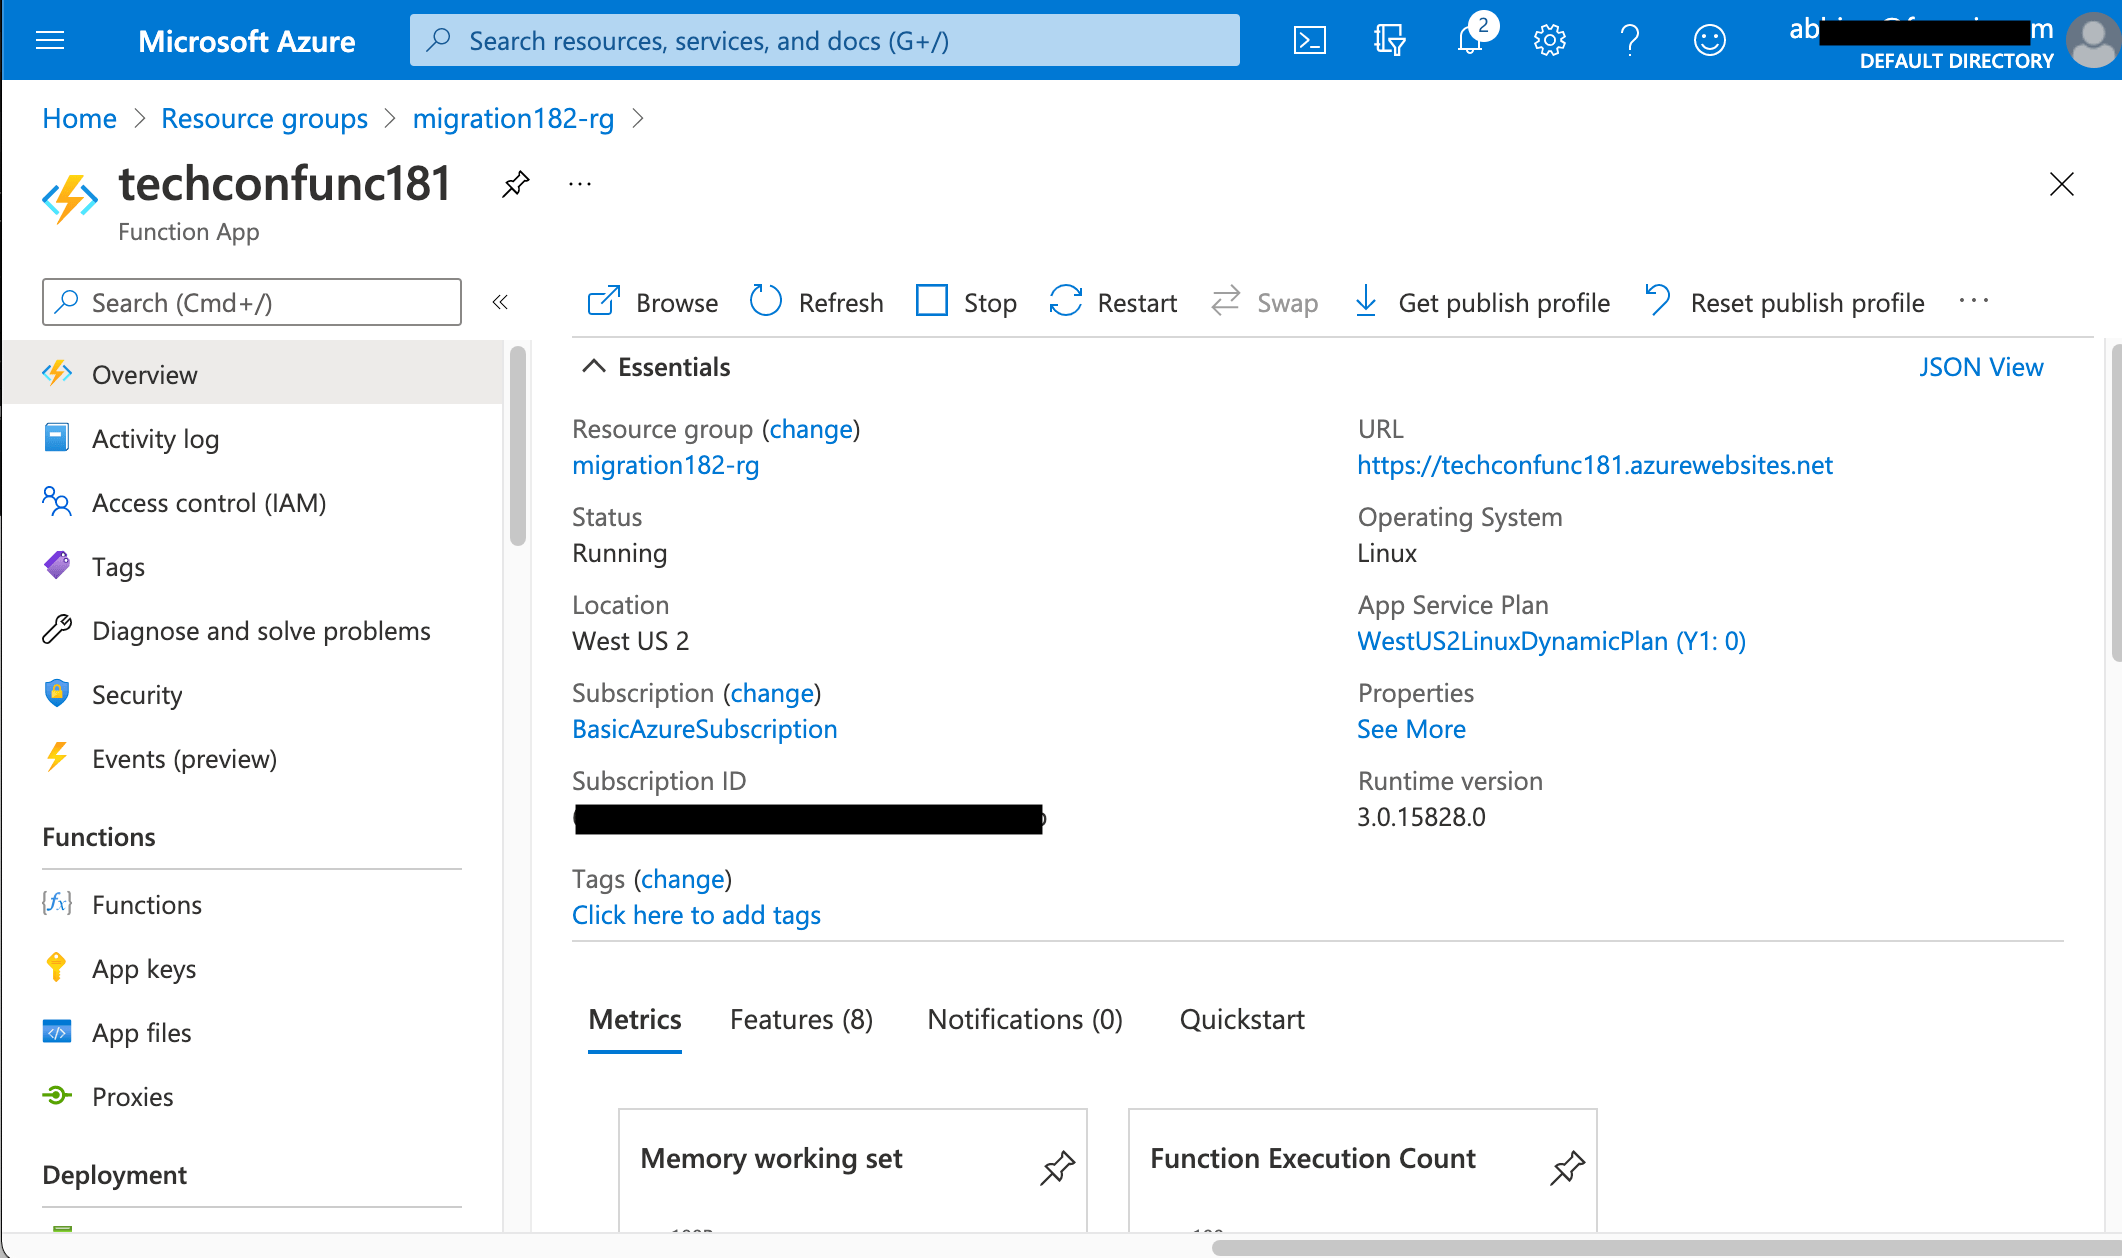 Microsoft Azure
Search resources, services, and docs (G+/)
2
DEFAULT DIRECTORY
Home
Resource groups
migration182-rg
techconfunc181
...
Function App
Search (Cmd+/)
«
Browse
Refresh
Stop
Restart
Swap
Get publish profile
Reset publish profile
...
Overview
Activity log
Access control (IAM)
Tags
Diagnose and solve problems
Security
Events (preview)
Functions
Functions
App keys
App files
Proxies
Deployment
Essentials
JSON View
Resource group (change)
migration182-rg
Status
Running
Location
West US 2
Subscription (change)
BasicAzureSubscription
Subscription ID
Tags (change)
Click here to add tags
URL
https://techconfunc181.azurewebsites.net
Operating System
Linux
App Service Plan
WestUS2LinuxDynamicPlan (Y1: 0)
Properties
See More
Runtime version
3.0.15828.0
Metrics
Features (8)
Notifications (0)
Quickstart
Memory working set
Function Execution Count